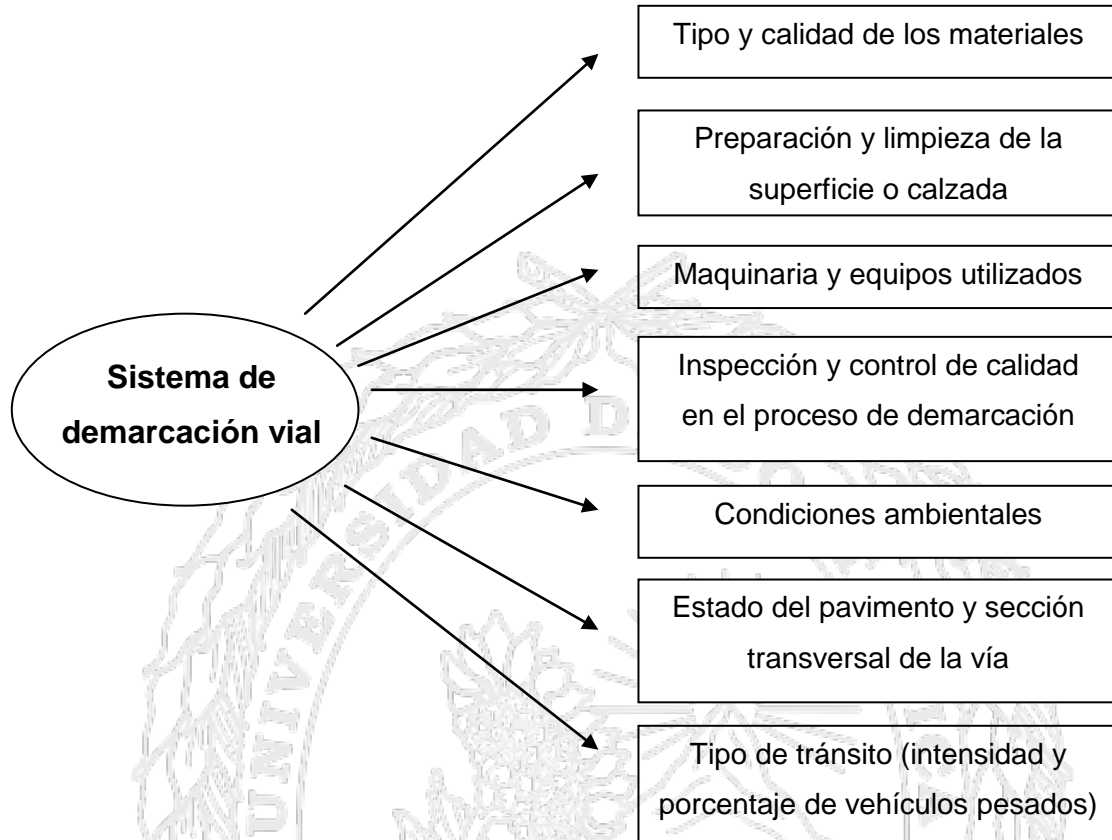 Tipo y calidad de los materiales
Preparación y limpieza de la
superficie o calzada
Maquinaria y equipos utilizados
Sistema de
demarcación vial
Inspección y control de calidad
en el proceso de demarcación
Condiciones ambientales
Estado del pavimento y sección
transversal de la vía
Tipo de tránsito (intensidad y
porcentaje de vehículos pesados)
UNIVERSIDAD D